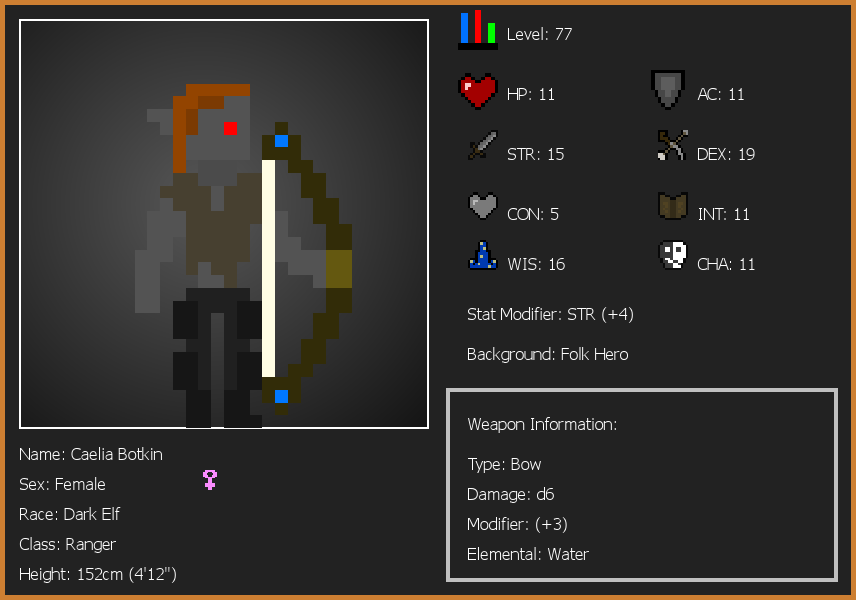 Level: 77
HP: 11
AC: 11
STR: 15
DEX: 19
CON: 5
INT: 11
WIS: 16
CHA: 11
Stat Modifier: STR (+4)
Background: Folk Hero
Weapon Information:
Type: Bow
Damage: d6
Modifier: (+3)
Elemental: Water
Name: Caelia Botkin
Sex: Female
Race: Dark Elf
Class: Ranger
Height: 152cm (4'12")